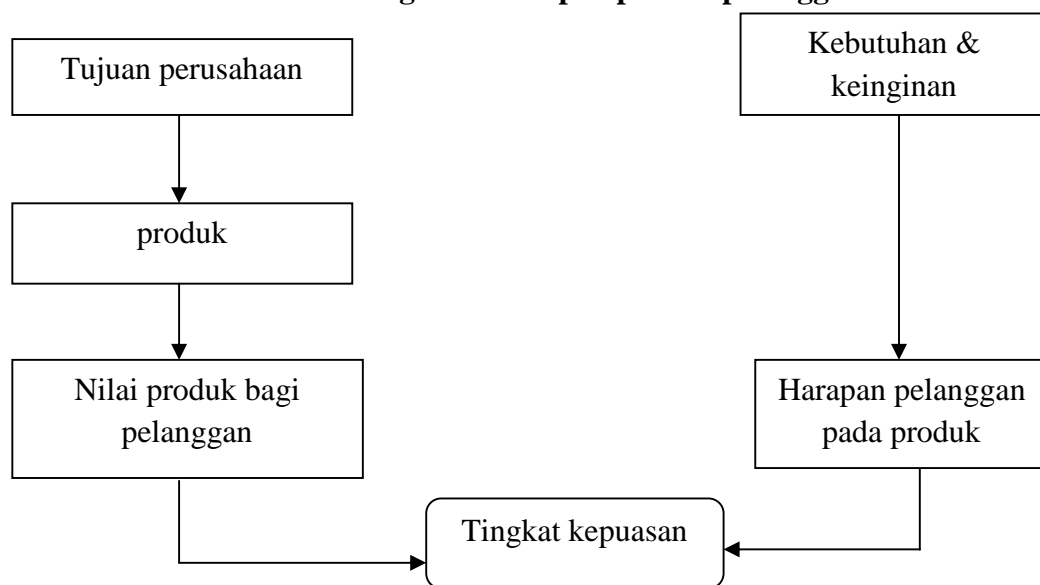 Tujuan perusahaan
Kebutuhan &
keinginan
produk
Nilai produk bagi
pelanggan
Harapan pelanggan
pada produk
Tingkat kepuasan